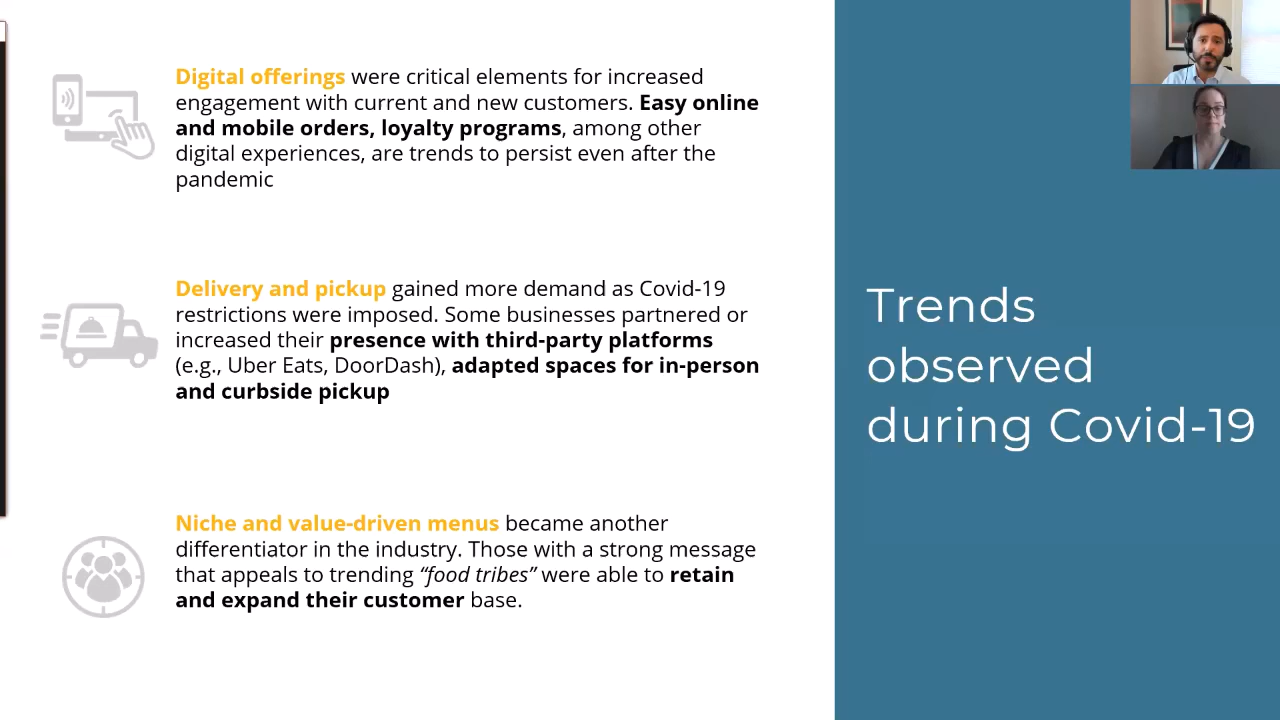 Digital offerings were critical elements for increased
engagement with current and new customers. Easy online
and mobile orders, loyalty programs, among other
digital experiences, are trends to persist even after the
pandemic
Delivery and pickup gained more demand as Covid-19
restrictions were imposed. Some businesses partnered or
increased their presence with third-party platforms
(e.g., Uber Eats, DoorDash), adapted spaces for in-person
and curbside pickup
Niche and value-driven menus became another
differentiator in the industry. Those with a strong message
that appeals to trending “food tribes” were able to retain
and expand their customer base.
Trends
observed
during Covid-19